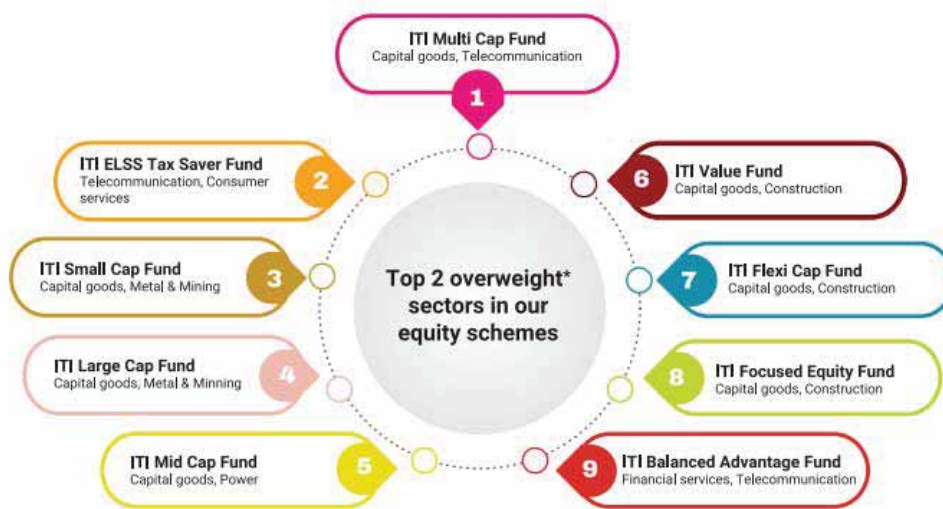 ITI Multi Cap Fund
Capital goods, Telecommunication
1
ITI ELSS Tax Saver Fund
Telecommunication, Consumer
services
2
ITI Small Cap Fund
Capital goods, Metal & Mining
3
ITI Large Cap Fund
Capital goods, Metal & Minning
4
ITI Mid Cap Fund
Capital goods, Power
5
Top 2 overweight*
sectors in our
equity schemes
6
ITI Value Fund
Capital goods, Construction
7
ITI Flexi Cap Fund
Capital goods, Construction
8
ITI Focused Equity Fund
Capital goods, Construction
9
ITI Balanced Advantage Fund
Financial services, Telecommunication